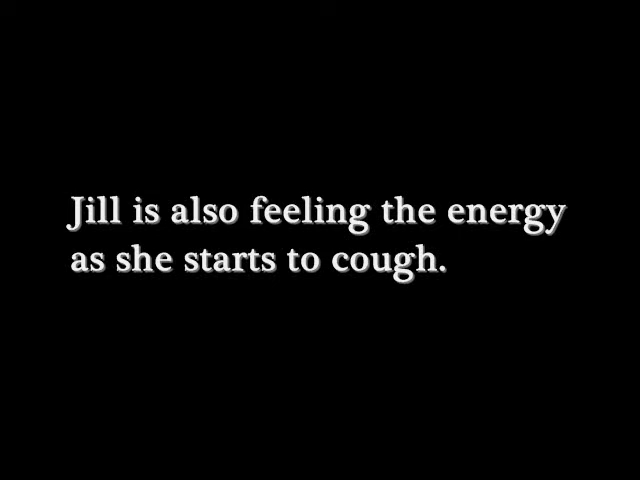 Jill is also feeling the energy
as she starts to cough.